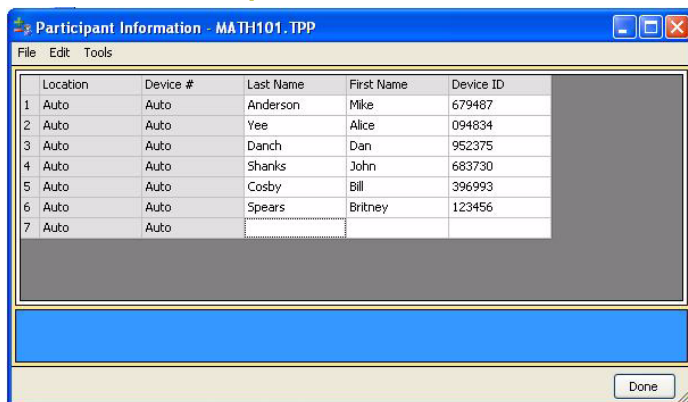 Participant Information - MATH101.TPP
File Edit Tools
Location Device # Last Name First Name Device ID
1 Auto Auto Anderson Mike 679487
2 Auto Auto Yee Alice 094834
3 Auto Auto Danch Dan 952375
4 Auto Auto Shanks John 683730
5 Auto Auto Cosby Bill 396993
6 Auto Auto Spears Britney 123456
7 Auto Auto
Done